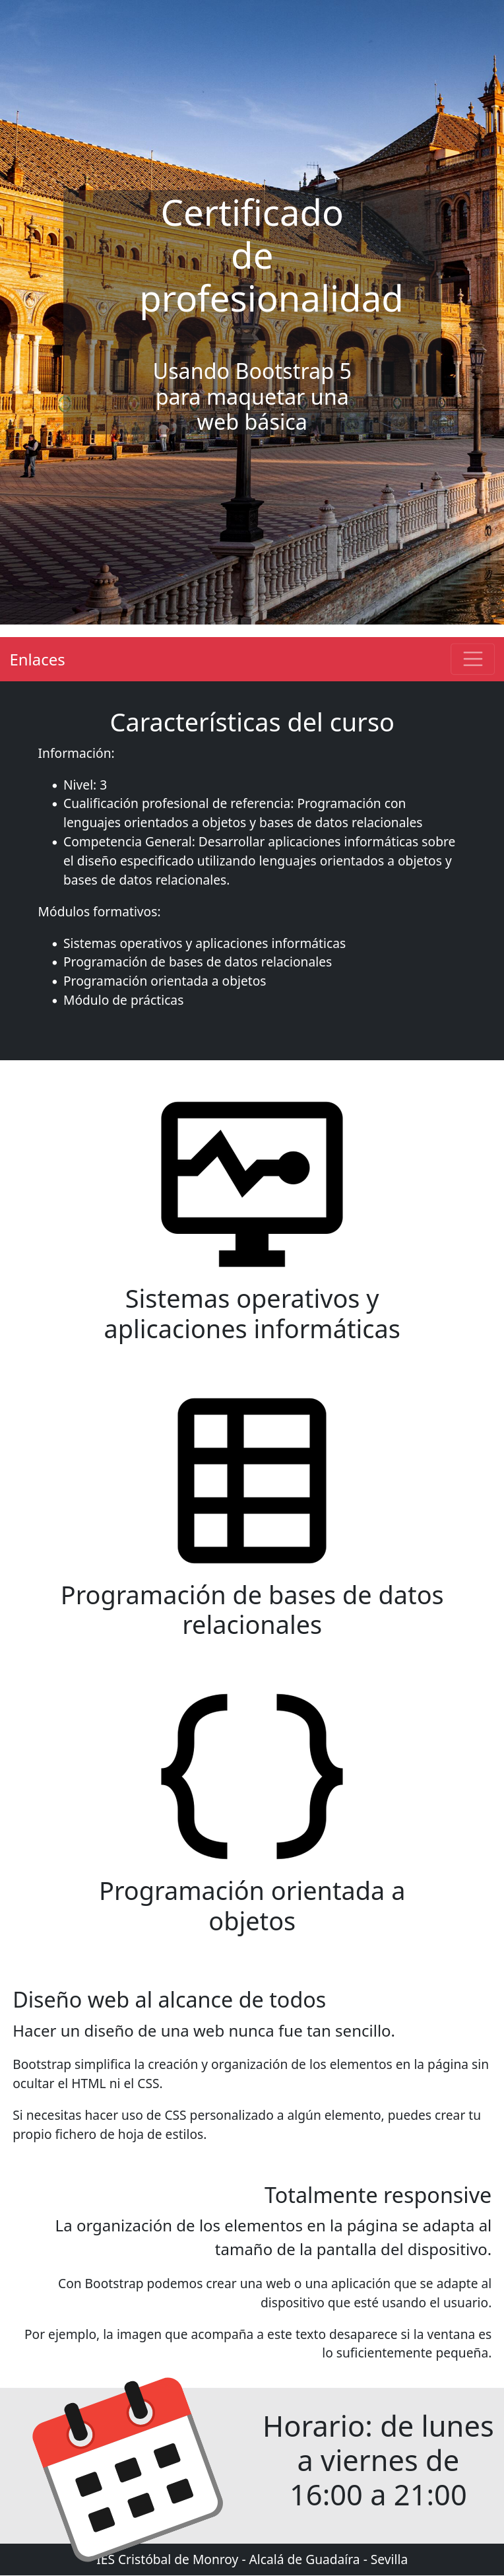 Certificado
de
profesionalidad
Usando Bootstrap 5
para maquetar una
web básica
Enlaces
Características del curso
Información:
Nivel: 3
Cualificación profesional de referencia: Programación con
lenguajes orientados a objetos y bases de datos relacionales
Competencia General: Desarrollar aplicaciones informáticas sobre
el diseño especificado utilizando lenguajes orientados a objetos y
bases de datos relacionales.
Módulos formativos:
Sistemas operativos y aplicaciones informáticas
Programación de bases de datos relacionales
Programación orientada a objetos
Módulo de prácticas
Sistemas operativos y
aplicaciones informáticas
Programación de bases de datos
relacionales
Programación orientada a
objetos
Diseño web al alcance de todos
Hacer un diseño de una web nunca fue tan sencillo.
Bootstrap simplifica la creación y organización de los elementos en la página sin
ocultar el HTML ni el CSS.
Si necesitas hacer uso de CSS personalizado a algún elemento, puedes crear tu
propio fichero de hoja de estilos.
Totalmente responsive
La organización de los elementos en la página se adapta al
tamaño de la pantalla del dispositivo.
Con Bootstrap podemos crear una web o una aplicación que se adapte al
dispositivo que esté usando el usuario.
Por ejemplo, la imagen que acompaña a este texto desaparece si la ventana es
lo suficientemente pequeña.
Horario: de lunes
a viernes de
16:00 a 21:00
IES Cristóbal de Monroy - Alcalá de Guadaíra - Sevilla